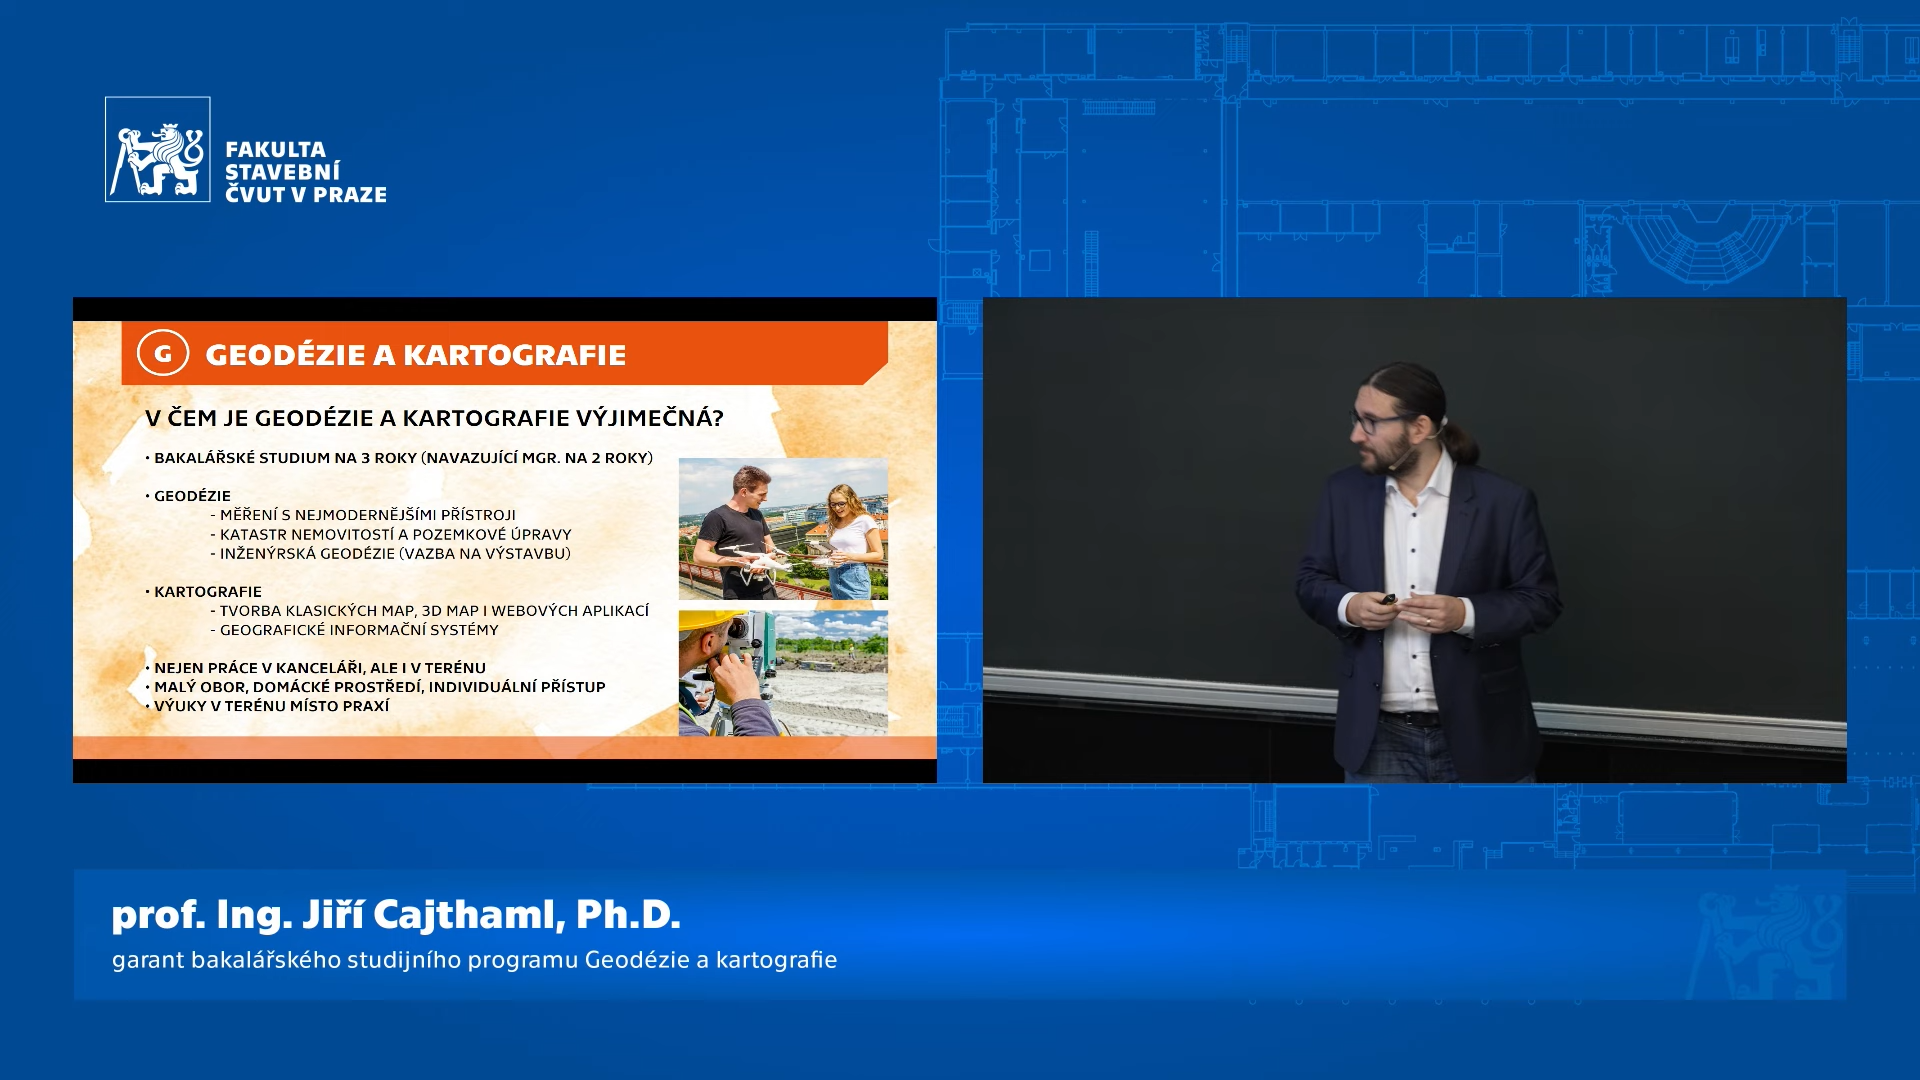 FAKULTA
STAVEBNÍ
ČVUT V PRAZE
G GEODÉZIE A KARTOGRAFIE
V ČEM JE GEODÉZIE A KARTOGRAFIE VÝJIMEČNÁ?
• BAKALÁŘSKÉ STUDIUM NA 3 ROKY (NAVAZUJÍCÍ MGR. NA 2 ROKY)
• GEODÉZIE
- MĚŘENÍ S NEJMODERNĚJŠÍMI PŘÍSTROJI
- KATASTR NEMOVITOSTÍ A POZEMKOVÉ ÚPRAVY
- INŽENÝRSKÁ GEODÉZIE (VAZBA NA VÝSTAVBU)
• KARTOGRAFIE
- TVORBA KLASICKÝCH MAP, 3D MAP I WEBOVÝCH APLIKACÍ
- GEOGRAFICKÉ INFORMAČNÍ SYSTÉMY
• NEJEN PRÁCE V KANCELÁŘI, ALE I V TERÉNU
• MALÝ OBOR, DOMÁCKÉ PROSTŘEDÍ, INDIVIDUÁLNÍ PŘÍSTUP
• VÝUKY V TERÉNU MÍSTO PRAXÍ
prof. Ing. Jiří Cajthaml, Ph.D.
garant bakalářského studijního programu Geodézie a kartografie